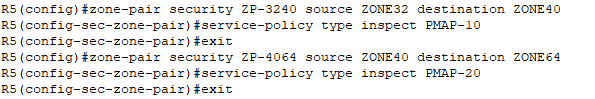 R5(config)#zone-pair security ZP-3240 source ZONE32 destination ZONE40
R5(config-sec-zone-pair)#service-policy type inspect PMAP-10
R5(config-sec-zone-pair)#exit
R5(config)#zone-pair security ZP-4064 source ZONE40 destination ZONE64
R5(config-sec-zone-pair)#service-policy type inspect PMAP-20
R5(config-sec-zone-pair)#exit